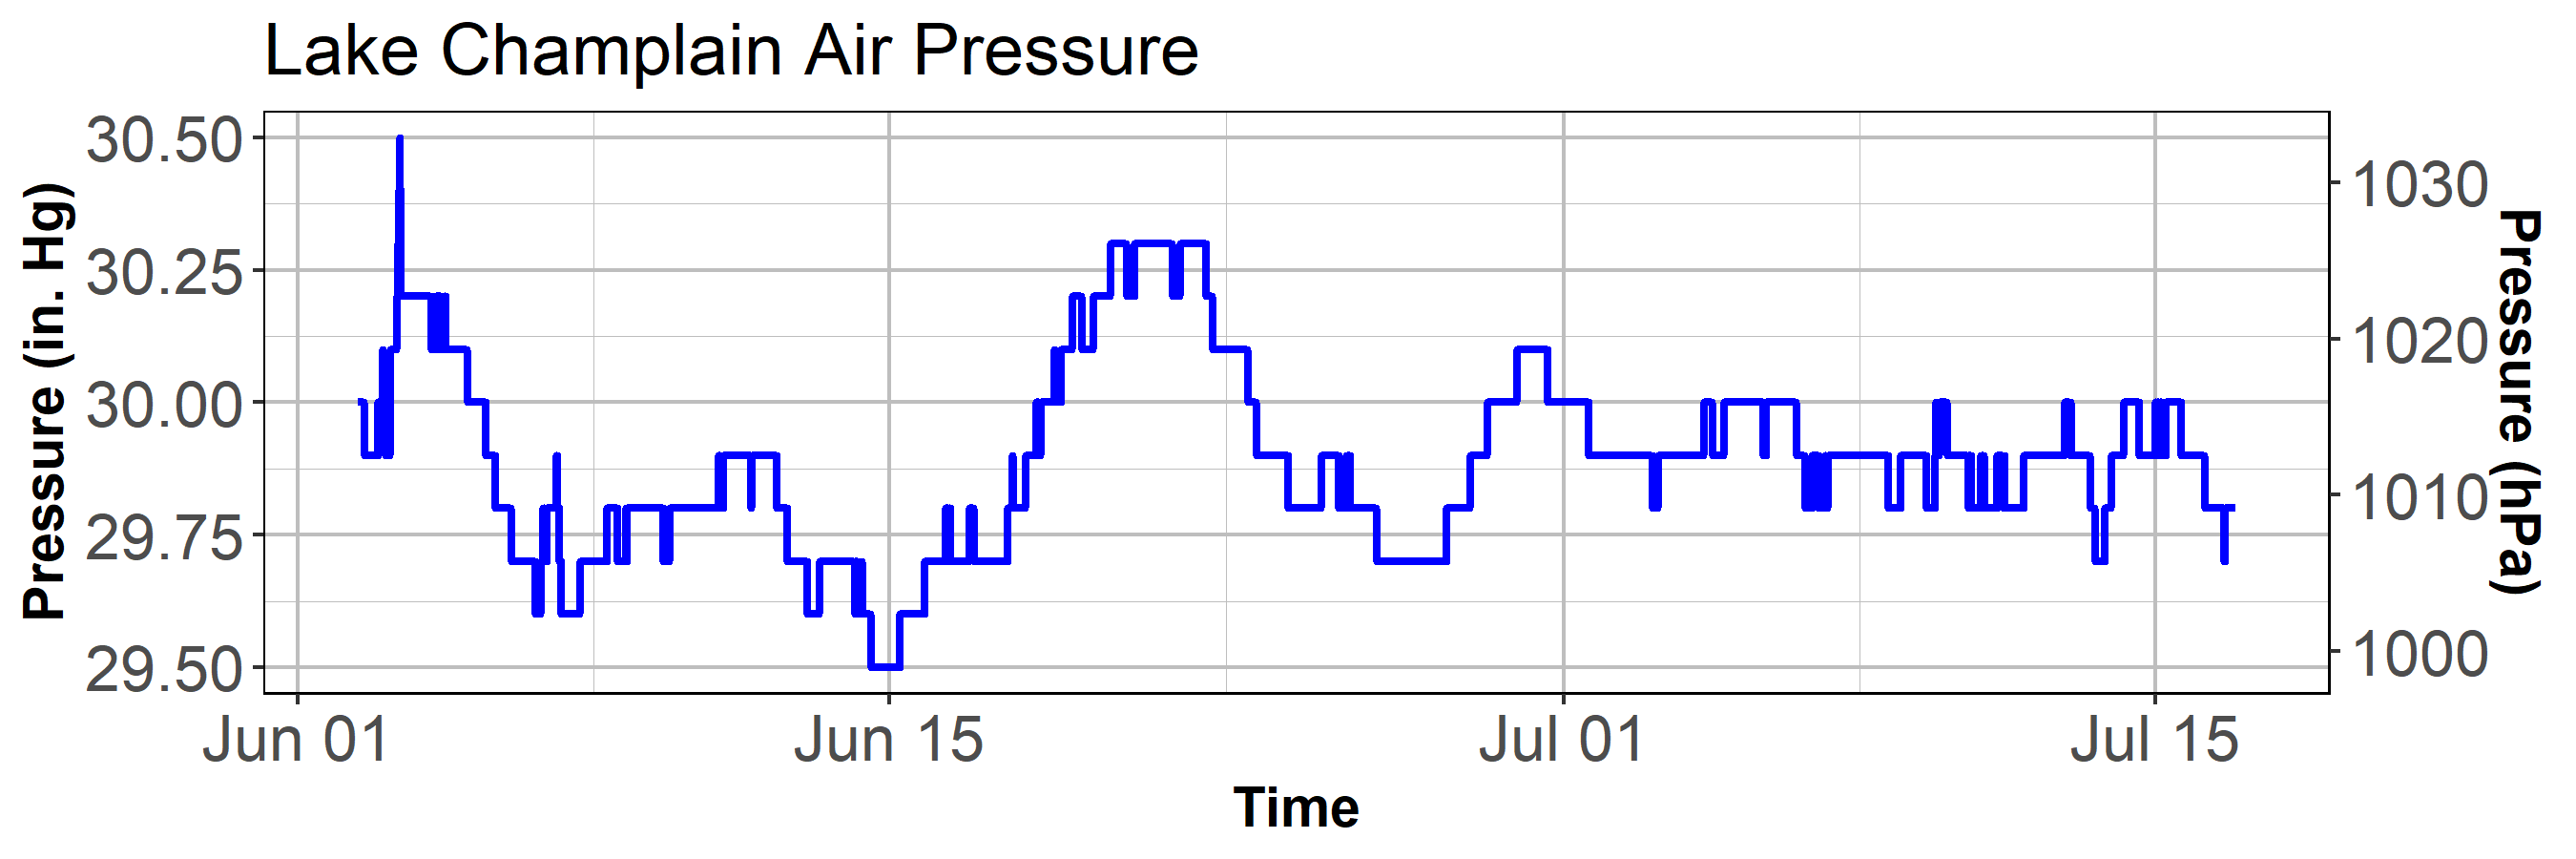 Lake Champlain Air Pressure
Pressure (in. Hg)
30.50
30.25
30.00
29.75
29.50
1030
1020
1010
1000
Pressure (hPa)
Jun 01 Jun 15 Jul 01 Jul 15
Time